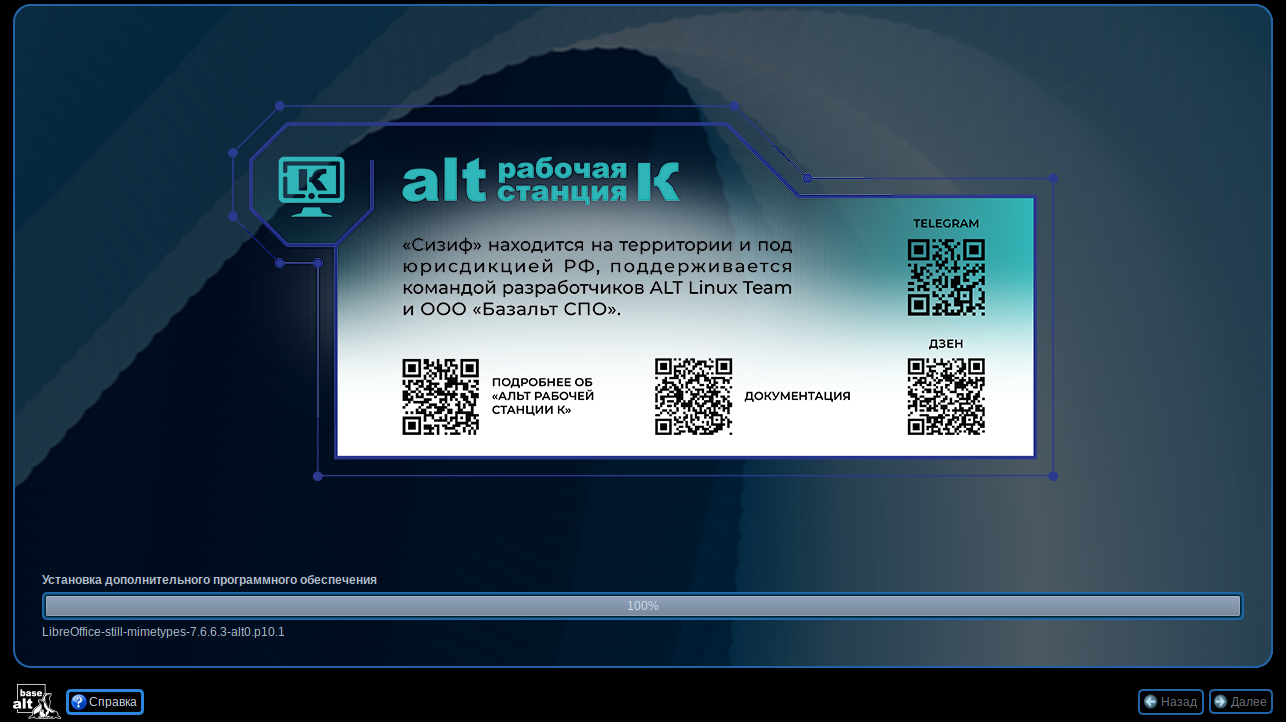 alt рабочая
станция К
TELEGRAM
«Сизиф» находится на территории и под
юрисдикцией РФ, поддерживается
командой разработчиков ALT Linux Team
и ООО «Базальт СПО».
ДЗЕН
ПОДРОБНЕЕ ОБ
«АЛЬТ РАБОЧЕЙ
СТАНЦИИ К»
ДОКУМЕНТАЦИЯ
Установка дополнительного программного обеспечения
100%
LibreOffice-still-mimetypes-7.6.6.3-alt0.p10.1
base
alt
? Справка
Назад
Далее